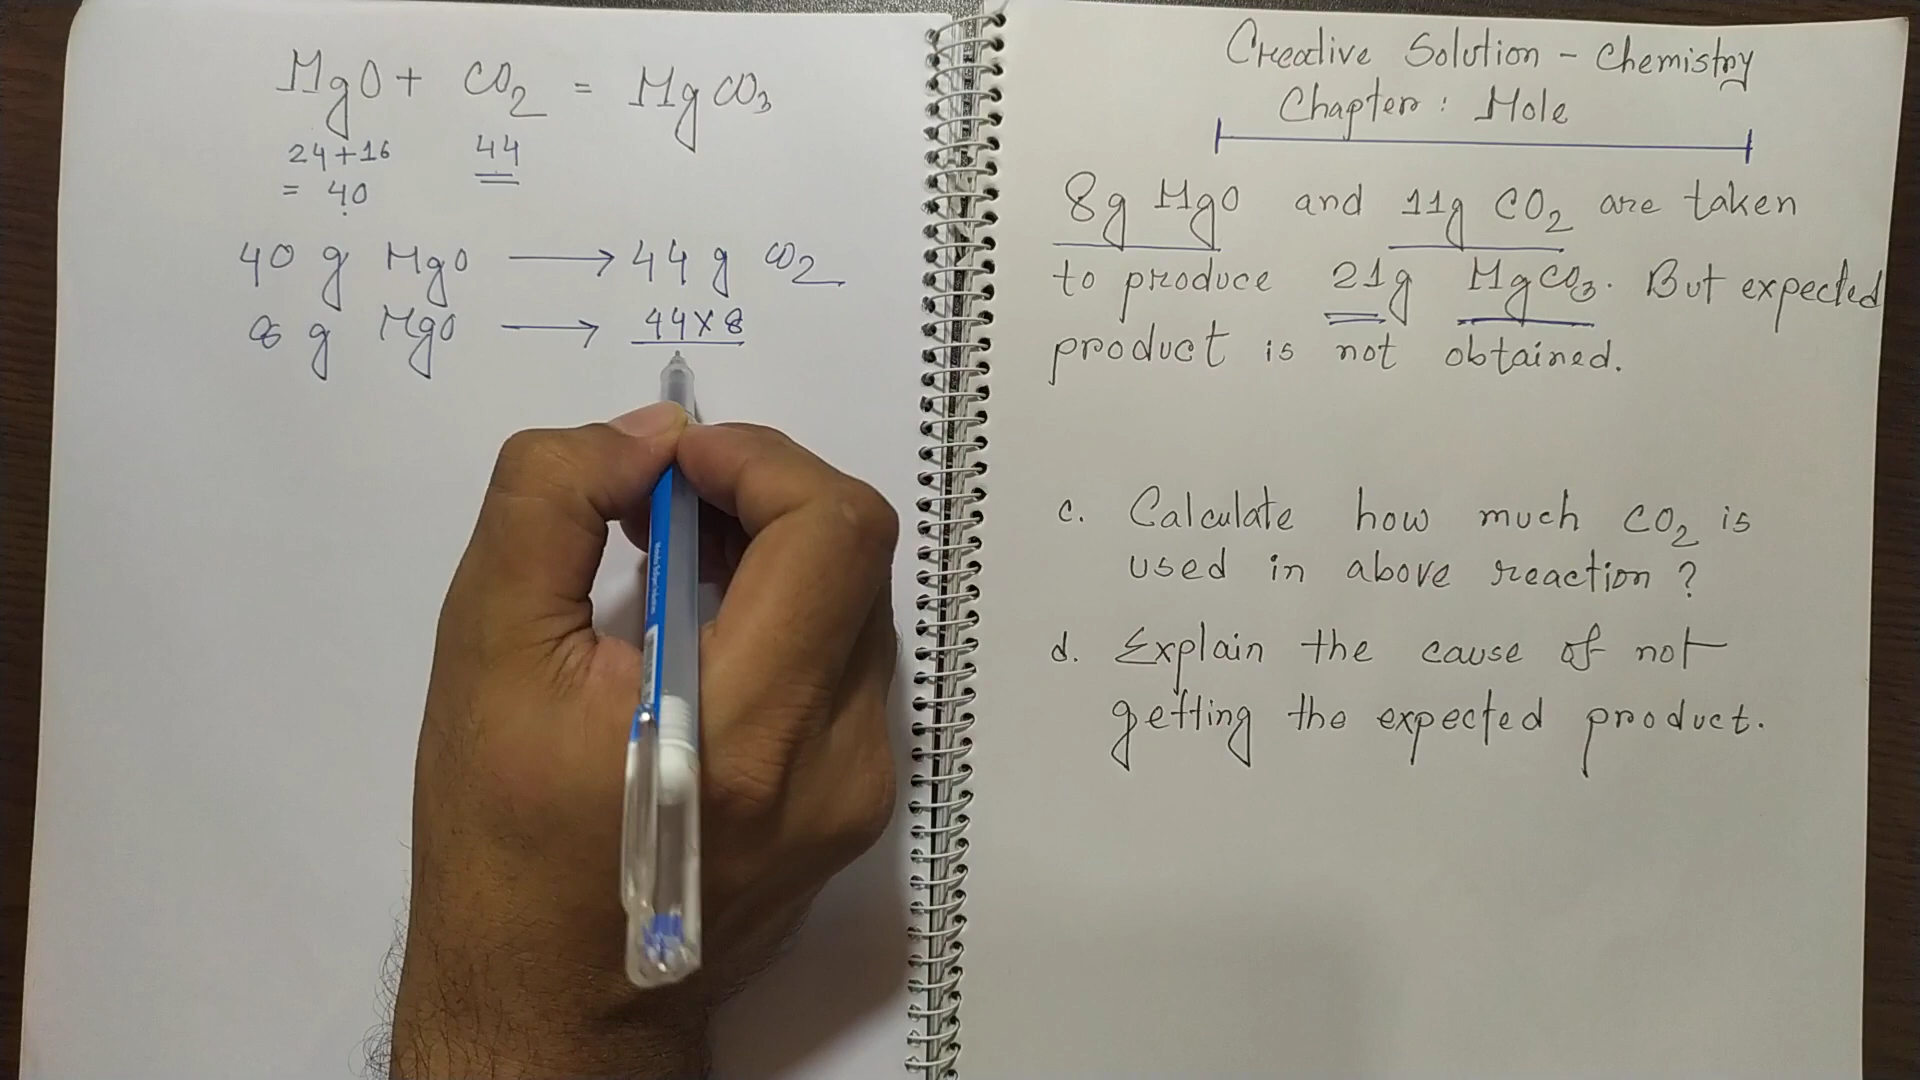 MgO + CO2 = MgCO3
24+16 44
= 40
40 g MgO → 44 g CO2
8 g MgO → 44×8
Creative Solution - Chemistry
Chapter: Mole
8g MgO and 11g CO2 are taken
to produce 21g MgCO3. But expected
product is not obtained.
c. Calculate how much CO2 is
used in above reaction?
d. Explain the cause of not
getting the expected product.